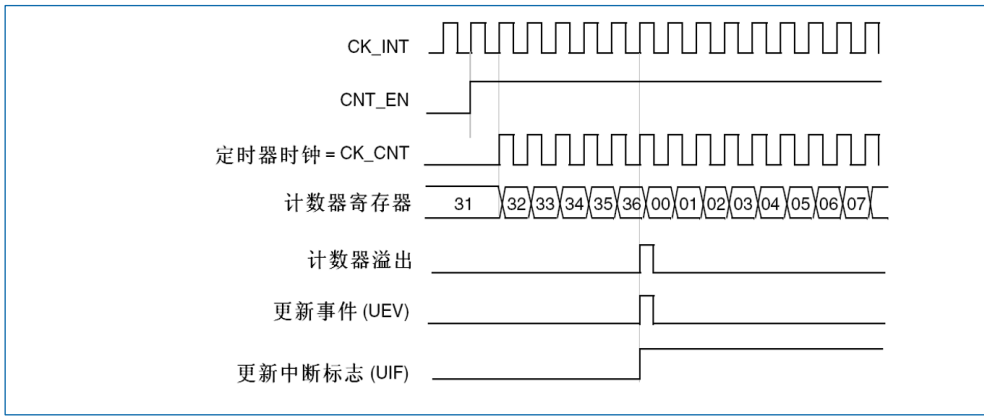 CK_INT
CNT_EN
定时器时钟 = CK_CNT
计数器寄存器 31 32 33 34 35 36 00 01 02 03 04 05 06 07
计数器溢出
更新事件 (UEV)
更新中断标志 (UIF)